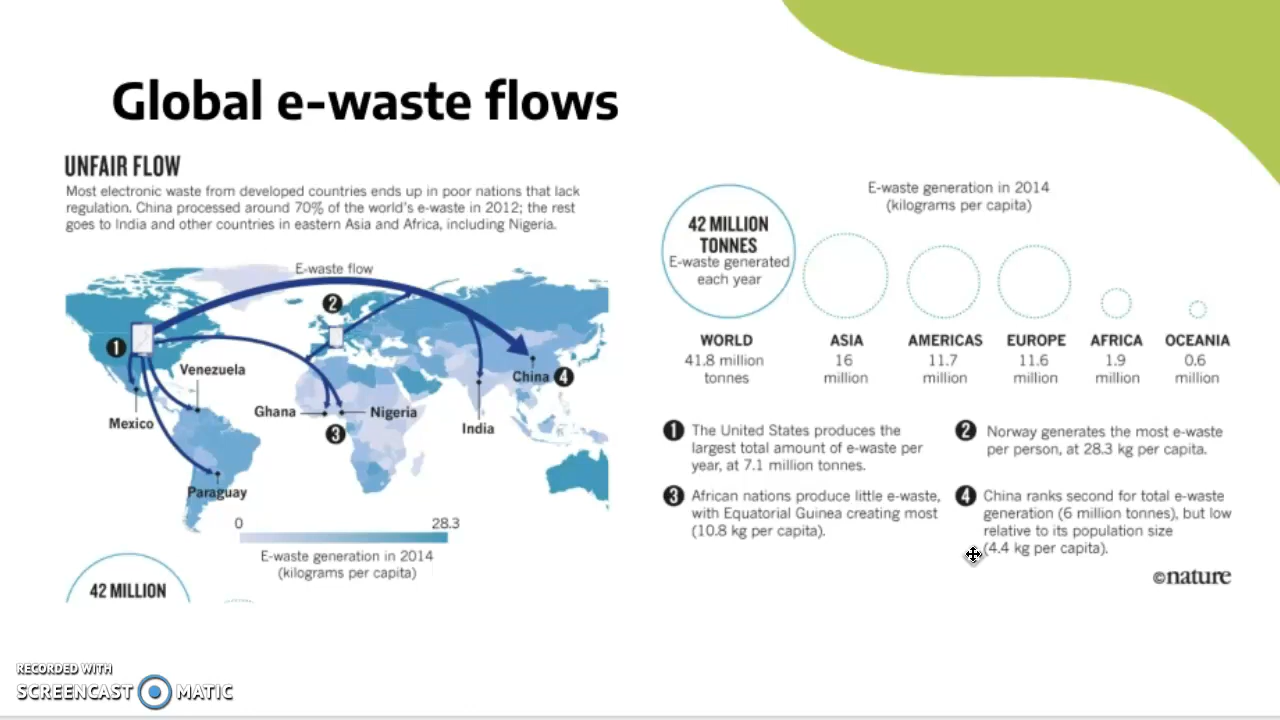 Global e-waste flows
UNFAIR FLOW
Most electronic waste from developed countries ends up in poor nations that lack
regulation. China processed around 70% of the world's e-waste in 2012; the rest
goes to India and other countries in eastern Asia and Africa, including Nigeria.
E-waste flow
2
1
Venezuela
China 4
Ghana
Nigeria
Mexico
India
3
Paraguay
0
28.3
E-waste generation in 2014
(kilograms per capita)
42 MILLION
E-waste generation in 2014
(kilograms per capita)
42 MILLION
TONNES
E-waste generated
each year
WORLD
41.8 million
tonnes
ASIA
16
million
AMERICAS
11.7
million
EUROPE
11.6
million
AFRICA
1.9
million
OCEANIA
0.6
million
1 The United States produces the
largest total amount of e-waste per
year, at 7.1 million tonnes.
2 Norway generates the most e-waste
per person, at 28.3 kg per capita.
3 African nations produce little e-waste,
with Equatorial Guinea creating most
(10.8 kg per capita).
4 China ranks second for total e-waste
generation (6 million tonnes), but low
relative to its population size
(4.4 kg per capita).
©nature
RECORDED WITH
SCREENCAST MATIC